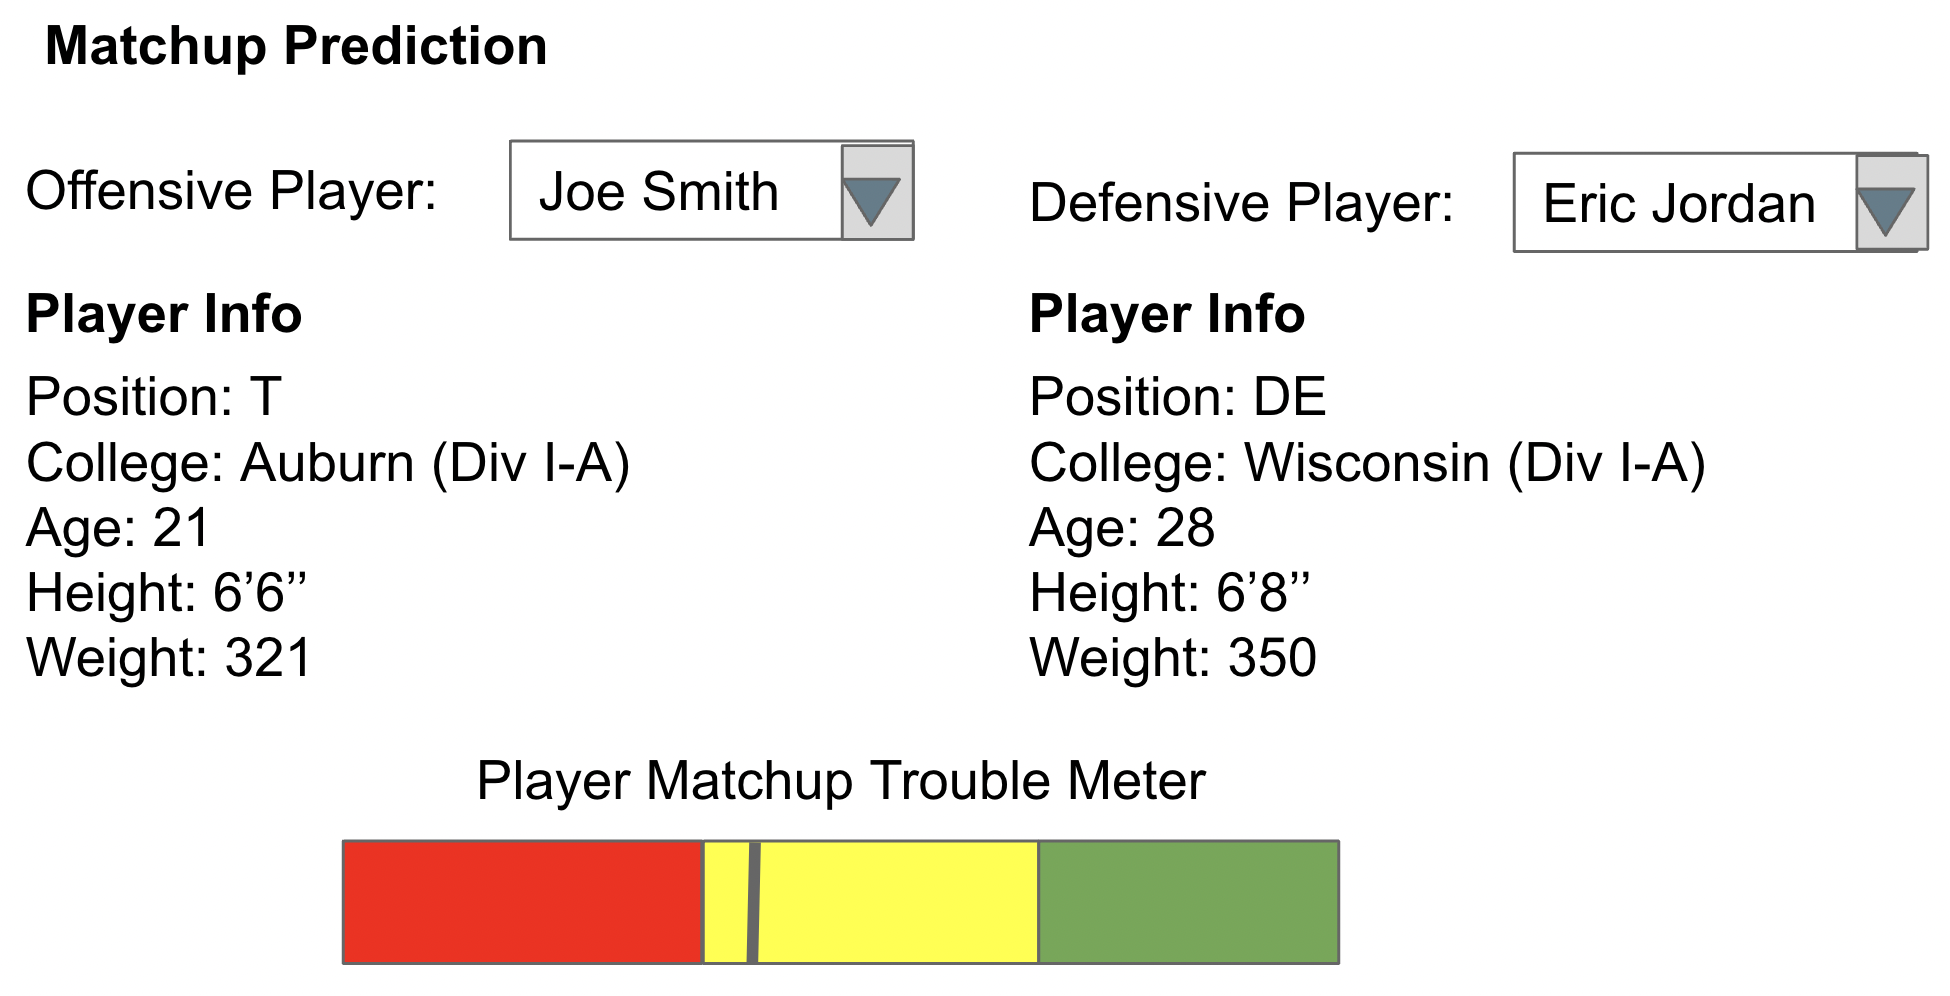 Matchup Prediction
Offensive Player: Joe Smith
Defensive Player: Eric Jordan
Player Info
Position: T
College: Auburn (Div I-A)
Age: 21
Height: 6’6’’
Weight: 321
Player Info
Position: DE
College: Wisconsin (Div I-A)
Age: 28
Height: 6’8’’
Weight: 350
Player Matchup Trouble Meter